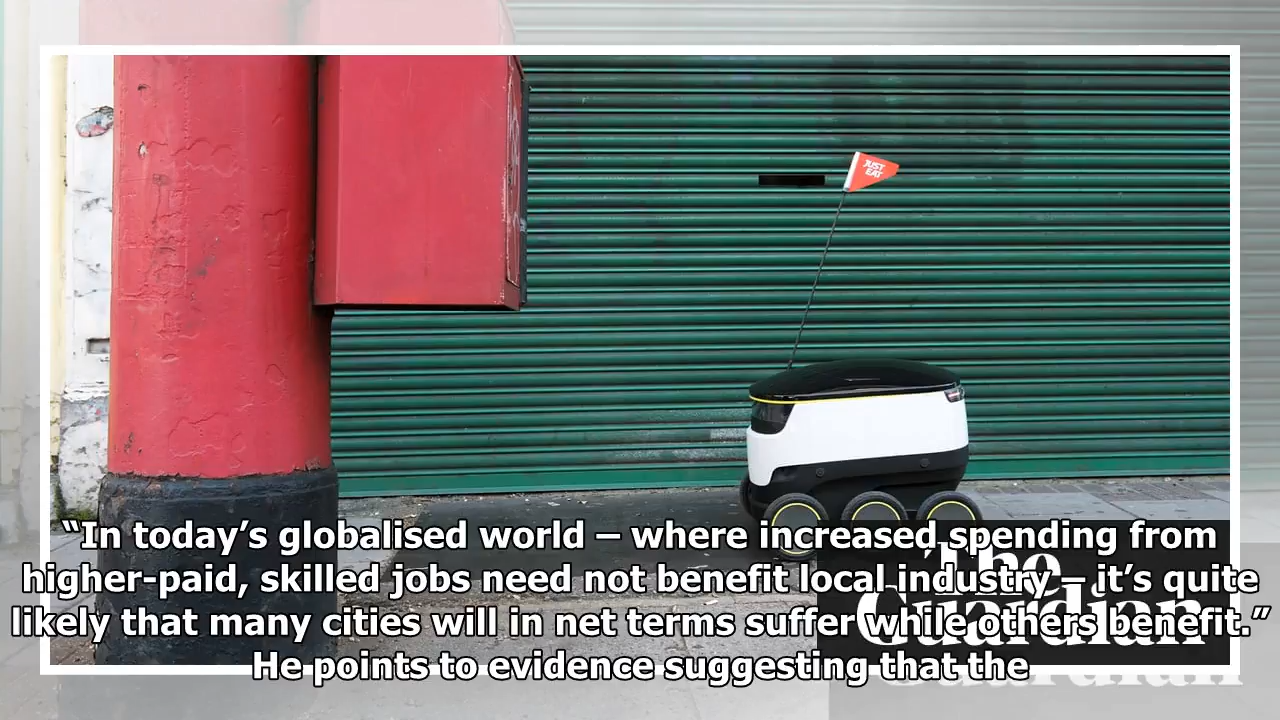 JUST
EAT
“In today’s globalised world – where increased spending from
higher-paid, skilled jobs need not benefit local industry – it’s quite
likely that many cities will in net terms suffer while others benefit.”
He points to evidence suggesting that the
The
Guardian